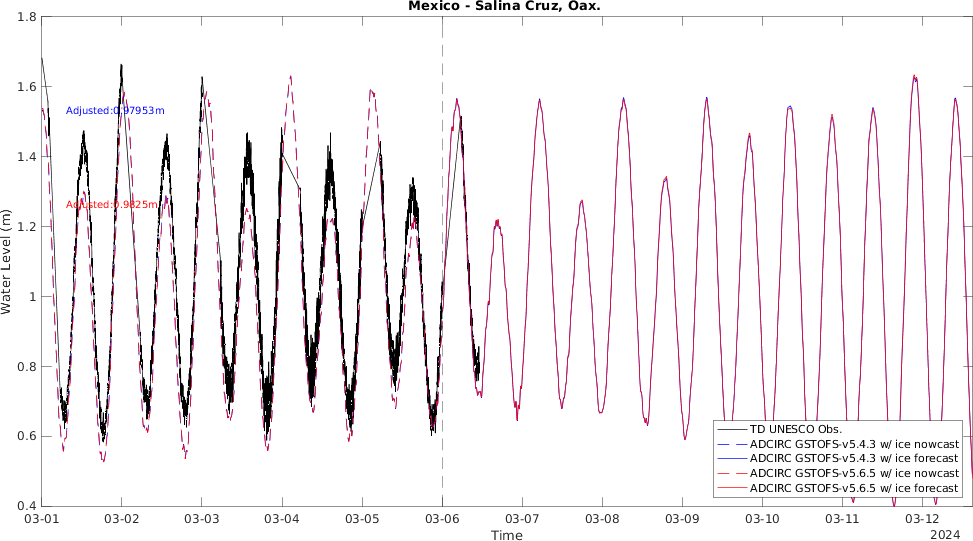 Mexico - Salina Cruz, Oax.
Water Level (m)
1.8
1.6
1.4
1.2
1
0.8
0.6
0.4
Adjusted:0.97953m
Adjusted:0.9825m
TD UNESCO Obs.
ADCIRC GSTOFS-v5.4.3 w/ ice nowcast
ADCIRC GSTOFS-v5.4.3 w/ ice forecast
ADCIRC GSTOFS-v5.6.5 w/ ice nowcast
ADCIRC GSTOFS-v5.6.5 w/ ice forecast
03-01 03-02 03-03 03-04 03-05 03-06 03-07 03-08 03-09 03-10 03-11 03-12
Time
2024